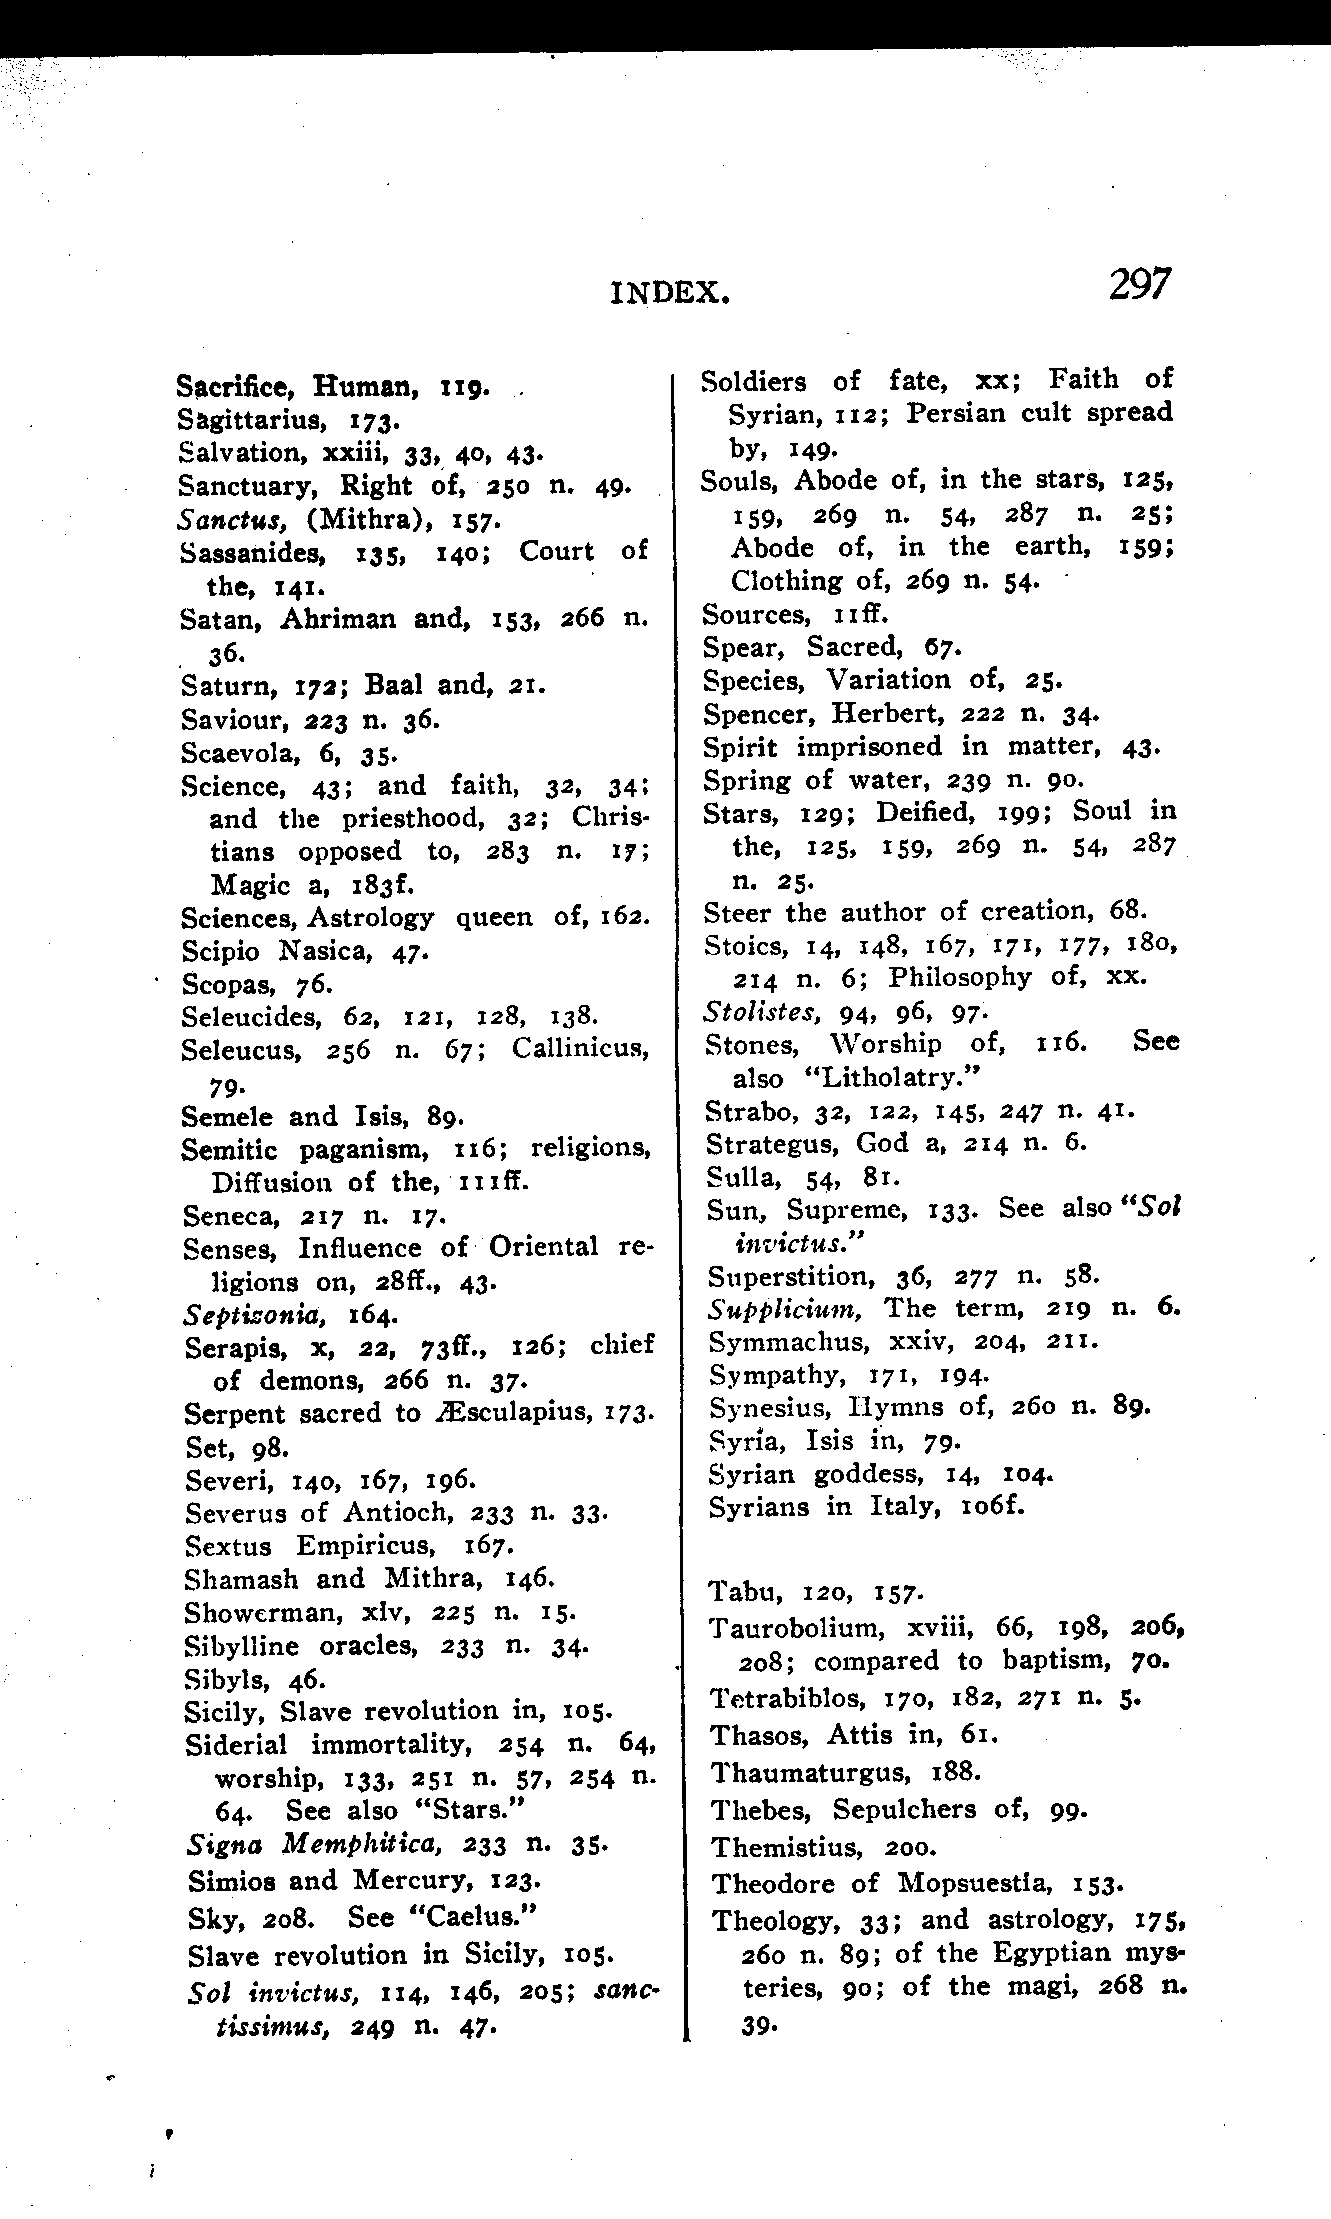 INDEX. 297
Sacrifice, Human, 119.
Sagittarius, 173.
Salvation, xxiii, 33, 40, 43.
Sanctuary, Right of, 250 n. 49.
Sanctus, (Mithra), 157.
Sassanides, 135, 140; Court of
the, 141.
Satan, Ahriman and, 153, 266 n.
36.
Saturn, 172; Baal and, 21.
Saviour, 223 n. 36.
Scaevola, 6, 35.
Science, 43; and faith, 32, 34;
and the priesthood, 32; Chris-
tians opposed to, 283 n. 17;
Magic a, 183f.
Sciences, Astrology queen of, 162.
Scipio Nasica, 47.
Scopas, 76.
Seleucides, 62, 121, 128, 138.
Seleucus, 256 n. 67; Callinicus,
79.
Semele and Isis, 89.
Semitic paganism, 116; religions,
Diffusion of the, 111ff.
Seneca, 217 n. 17.
Senses, Influence of Oriental re-
ligions on, 28ff., 43.
Septizonia, 164.
Serapis, x, 22, 73ff., 126; chief
of demons, 266 n. 37.
Serpent sacred to Æsculapius, 173.
Set, 98.
Severi, 140, 167, 196.
Severus of Antioch, 233 n. 33.
Sextus Empiricus, 167.
Shamash and Mithra, 146.
Showerman, xlv, 225 n. 15.
Sibylline oracles, 233 n. 34.
Sibyls, 46.
Sicily, Slave revolution in, 105.
Siderial immortality, 254 n. 64,
worship, 133, 251 n. 57, 254 n.
64. See also "Stars."
Signa Memphitica, 233 n. 35.
Simios and Mercury, 123.
Sky, 208. See "Caelus."
Slave revolution in Sicily, 105.
Sol invictus, 114, 146, 205; sanc-
tissimus, 249 n. 47.
Soldiers of fate, xx; Faith of
Syrian, 112; Persian cult spread
by, 149.
Souls, Abode of, in the stars, 125,
159, 269 n. 54, 287 n. 25;
Abode of, in the earth, 159;
Clothing of, 269 n. 54.
Sources, 11ff.
Spear, Sacred, 67.
Species, Variation of, 25.
Spencer, Herbert, 222 n. 34.
Spirit imprisoned in matter, 43.
Spring of water, 239 n. 90.
Stars, 129; Deified, 199; Soul in
the, 125, 159, 269 n. 54, 287
n. 25.
Steer the author of creation, 68.
Stoics, 14, 148, 167, 171, 177, 180,
214 n. 6; Philosophy of, xx.
Stolistes, 94, 96, 97.
Stones, Worship of, 116. See
also "Litholatry."
Strabo, 32, 122, 145, 247 n. 41.
Strategus, God a, 214 n. 6.
Sulla, 54, 81.
Sun, Supreme, 133. See also "Sol
invictus."
Superstition, 36, 277 n. 58.
Supplicium, The term, 219 n. 6.
Symmachus, xxiv, 204, 211.
Sympathy, 171, 194.
Synesius, Hymns of, 260 n. 89.
Syria, Isis in, 79.
Syrian goddess, 14, 104.
Syrians in Italy, 106f.
Tabu, 120, 157.
Taurobolium, xviii, 66, 198, 206,
208; compared to baptism, 70.
Tetrabiblos, 170, 182, 271 n. 5.
Thasos, Attis in, 61.
Thaumaturgus, 188.
Thebes, Sepulchers of, 99.
Themistius, 200.
Theodore of Mopsuestia, 153.
Theology, 33; and astrology, 175,
260 n. 89; of the Egyptian mys-
teries, 90; of the magi, 268 n.
39.